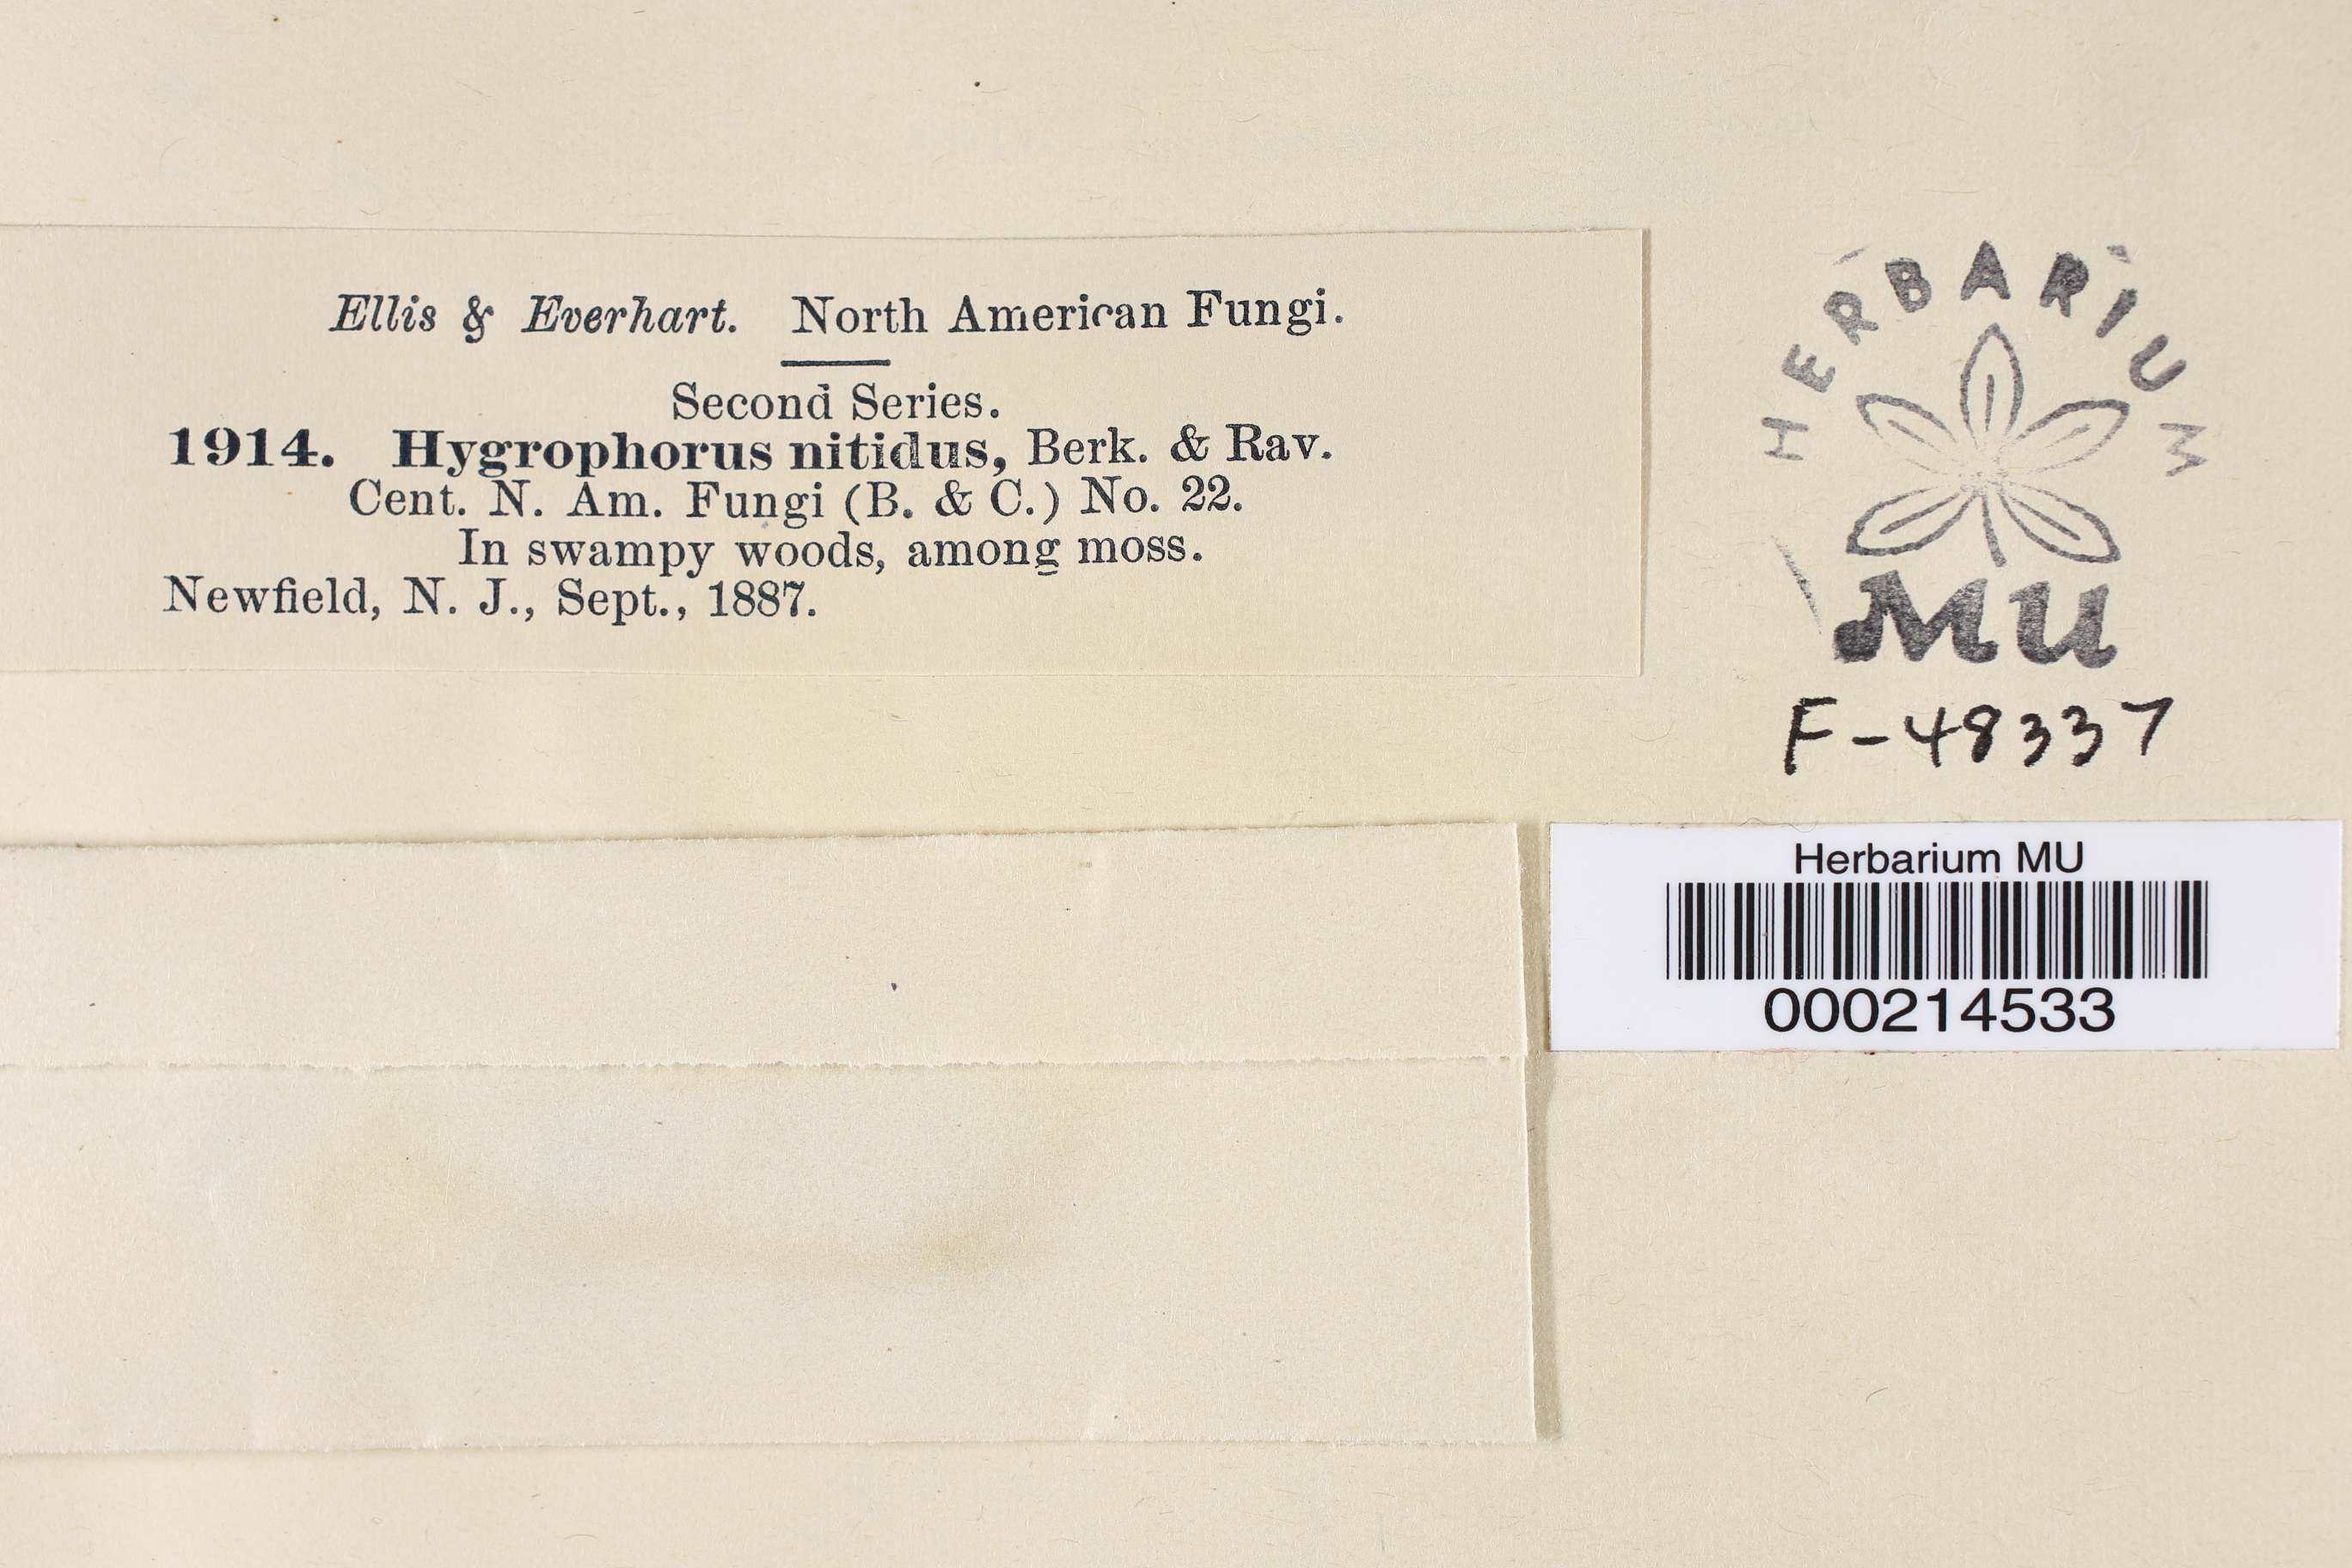 Ellis & Everhart. North American Fungi.
Second Series.
1914. Hygrophorus nitidus, Berk. & Rav.
Cent. N. Am. Fungi (B. & C.) No. 22.
In swampy woods, among moss.
Newfield, N. J., Sept., 1887.
HERBARIUM
MU
F-48337
Herbarium MU
000214533